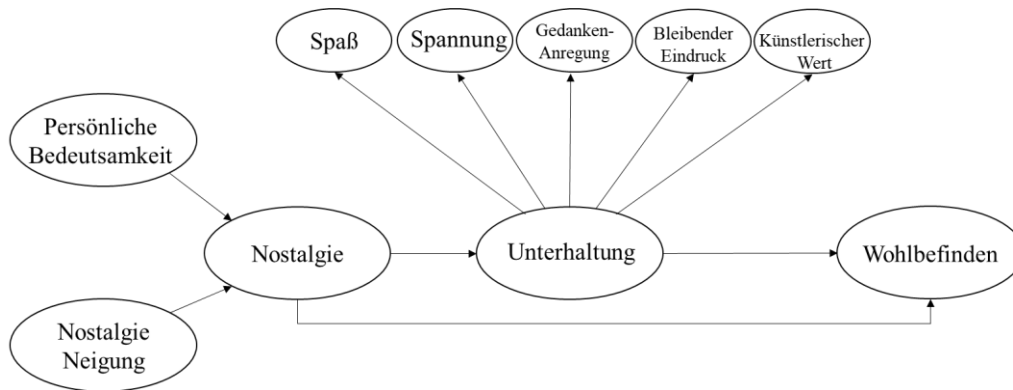 Spaß
Spannung
Gedanken-
Anregung
Bleibender
Eindruck
Künstlerischer
Wert
Persönliche
Bedeutsamkeit
Nostalgie
Unterhaltung
Wohlbefinden
Nostalgie
Neigung